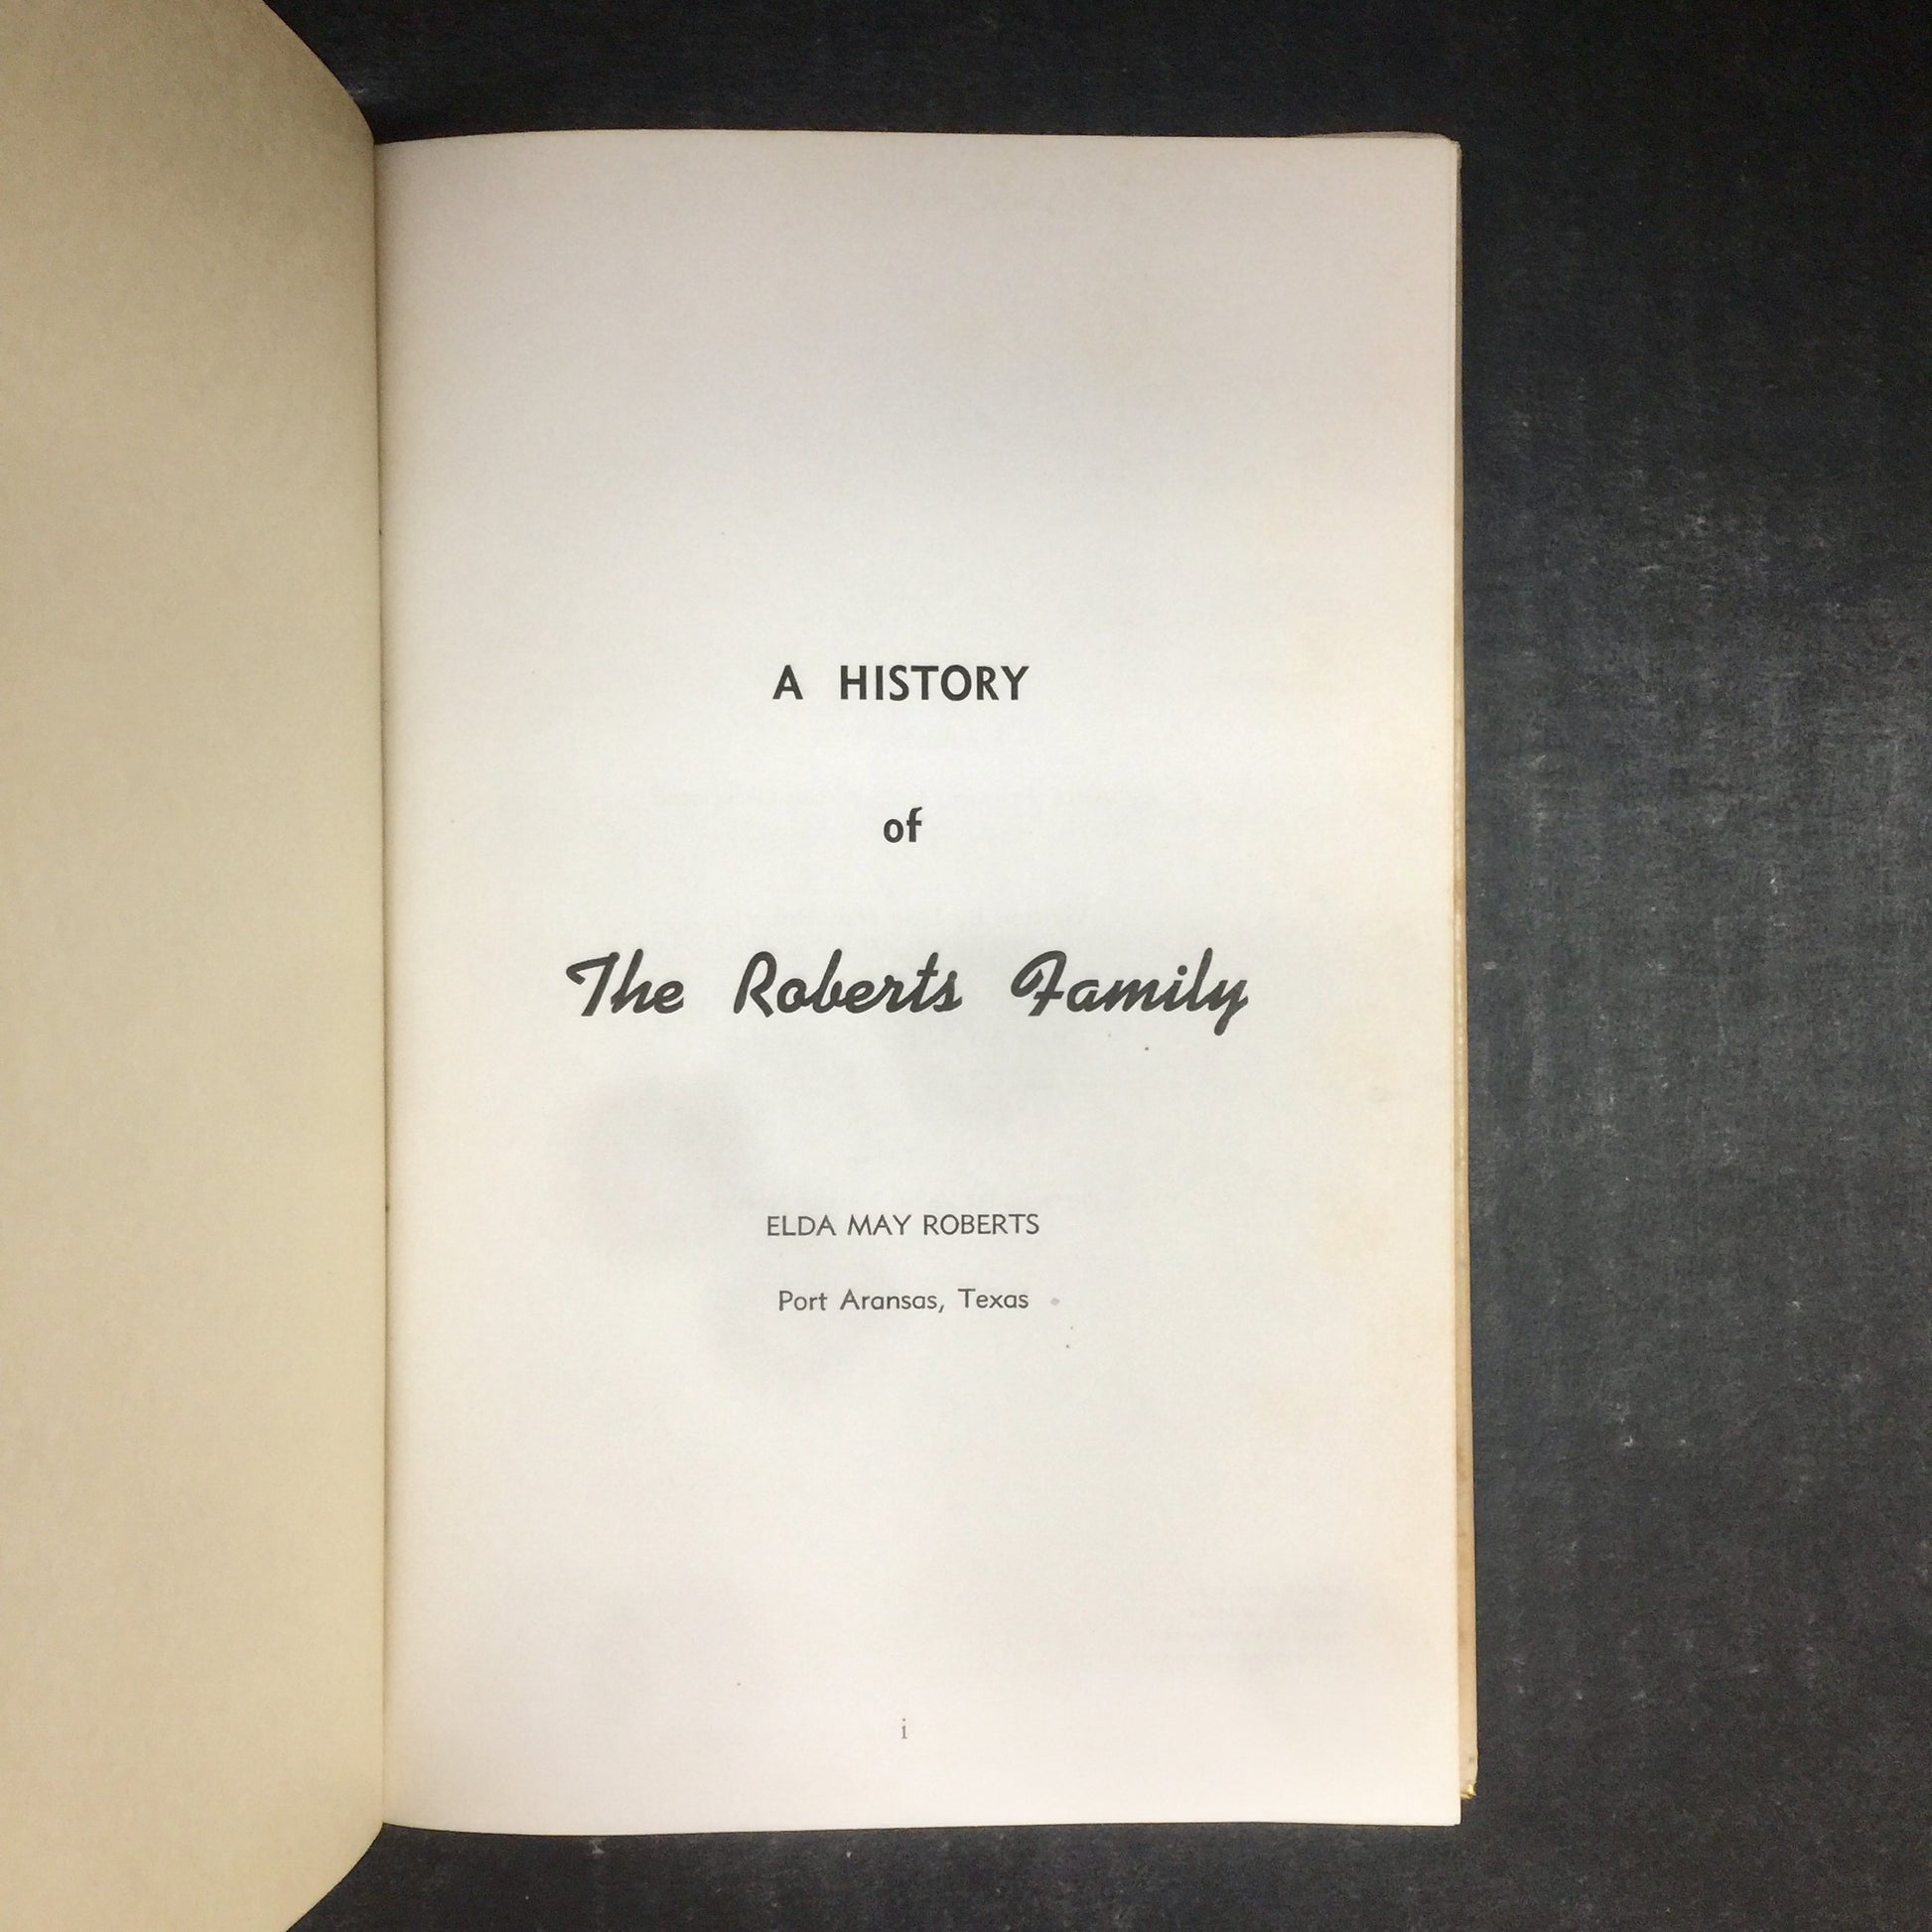 A HISTORY
of
The Roberts Family
ELDA MAY ROBERTS
Port Aransas, Texas
i